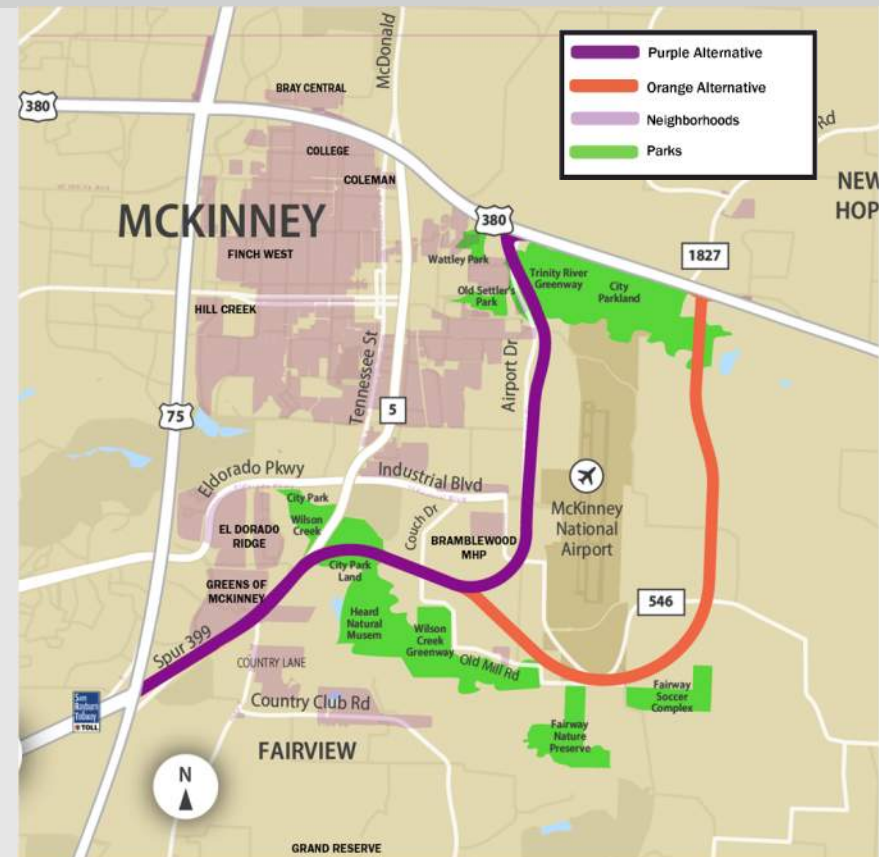 McDonald
Purple Alternative
Orange Alternative
Neighborhoods
Parks
380
BRAY CENTRAL
Rd
COLLEGE
COLEMAN
NEW
HOP
MCKINNEY
380
1827
FINCH WEST
Wattley Park
Trinity River
Greenway
City
Parkland
Old Settler's
Park
HILL CREEK
Tennessee St
Airport Dr
75
5
Eldorado Pkwy
Industrial Blvd
City Park
Wilson
Creek
McKinney
National
Airport
EL DORADO
RIDGE
Couch Dr
BRAMBLEWOOD
MHP
City Park
Land
GREENS OF
MCKINNEY
546
Heard
Natural
Musem
Wilson
Creek
Greenway
Spur 399
COUNTRY LANE
Old Mill Rd
Fairway
Soccer
Complex
Sam
Rayburn
Tollway
TOLL
Country Club Rd
Fairway
Nature
Preserve
FAIRVIEW
N
GRAND RESERVE